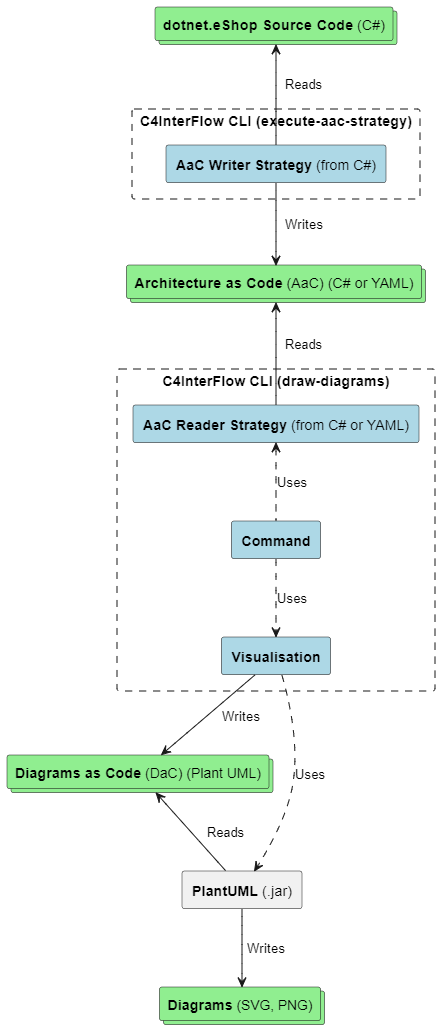 dotnet.eShop Source Code (C#)
Reads
C4InterFlow CLI (execute-aac-strategy)
AaC Writer Strategy (from C#)
Writes
Architecture as Code (AaC) (C# or YAML)
Reads
C4InterFlow CLI (draw-diagrams)
AaC Reader Strategy (from C# or YAML)
Uses
Command
Uses
Visualisation
Writes
Diagrams as Code (DaC) (Plant UML)
Uses
Reads
PlantUML (.jar)
Writes
Diagrams (SVG, PNG)